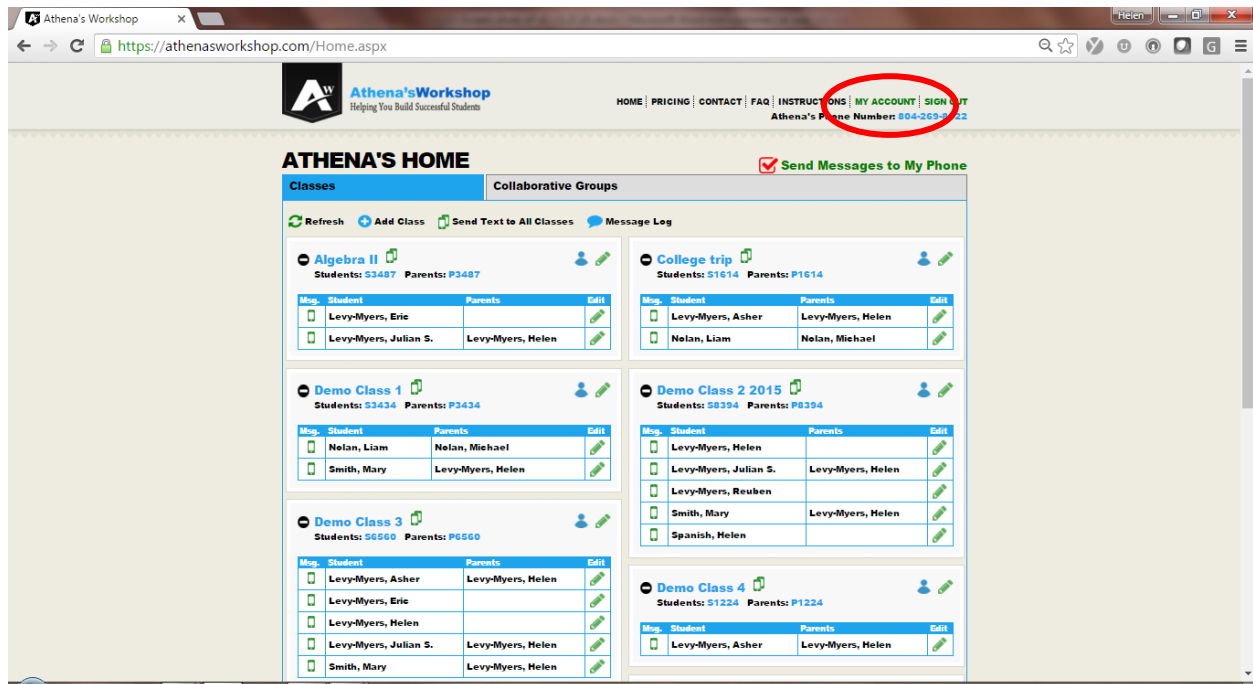 Athena's Workshop
Helen
https://athenasworkshop.com/Home.aspx
AW
Athena'sWorkshop
Helping You Build Successful Students
HOME PRICING CONTACT FAQ INSTRUCTIONS MY ACCOUNT SIGN OUT
Athena's Phone Number:
ATHENA'S HOME
Send Messages to My Phone
Classes
Collaborative Groups
Refresh Add Class Send Text to All Classes Message Log
Algebra II
Students: S3487 Parents: P3487
Msg. Student Parents Edit
Levy-Myers, Eric
Levy-Myers, Julian S. Levy-Myers, Helen
College trip
Students: S1614 Parents: P1614
Msg. Student Parents Edit
Levy-Myers, Asher Levy-Myers, Helen
Nolan, Liam Nolan, Michael
Demo Class 1
Students: S3434 Parents: P3434
Msg. Student Parents Edit
Nolan, Liam Nolan, Michael
Smith, Mary Levy-Myers, Helen
Demo Class 2 2015
Students: S8394 Parents: P8394
Msg. Student Parents Edit
Levy-Myers, Helen
Levy-Myers, Julian S. Levy-Myers, Helen
Levy-Myers, Reuben
Smith, Mary Levy-Myers, Helen
Spanish, Helen
Demo Class 3
Students: S6560 Parents: P6560
Msg. Student Parents Edit
Levy-Myers, Asher Levy-Myers, Helen
Levy-Myers, Eric
Levy-Myers, Helen
Levy-Myers, Julian S. Levy-Myers, Helen
Smith, Mary Levy-Myers, Helen
Demo Class 4
Students: S1224 Parents: P1224
Msg. Student Parents Edit
Levy-Myers, Asher Levy-Myers, Helen